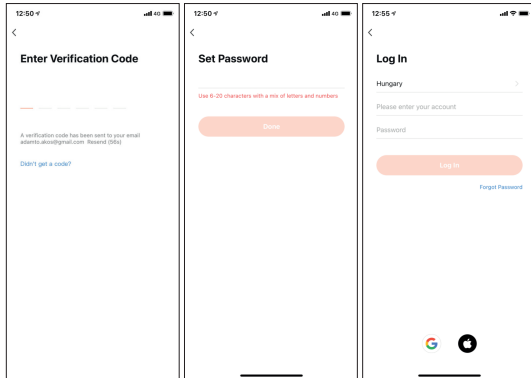 12:50
4G
Enter Verification Code
A verification code has been sent to your email
adamto.akos@gmail.com Resend (56s)
Didn't get a code?
12:50
4G
Set Password
Use 6-20 characters with a mix of letters and numbers
Done
12:55
Log In
Hungary
Please enter your account
Password
Log In
Forgot Password